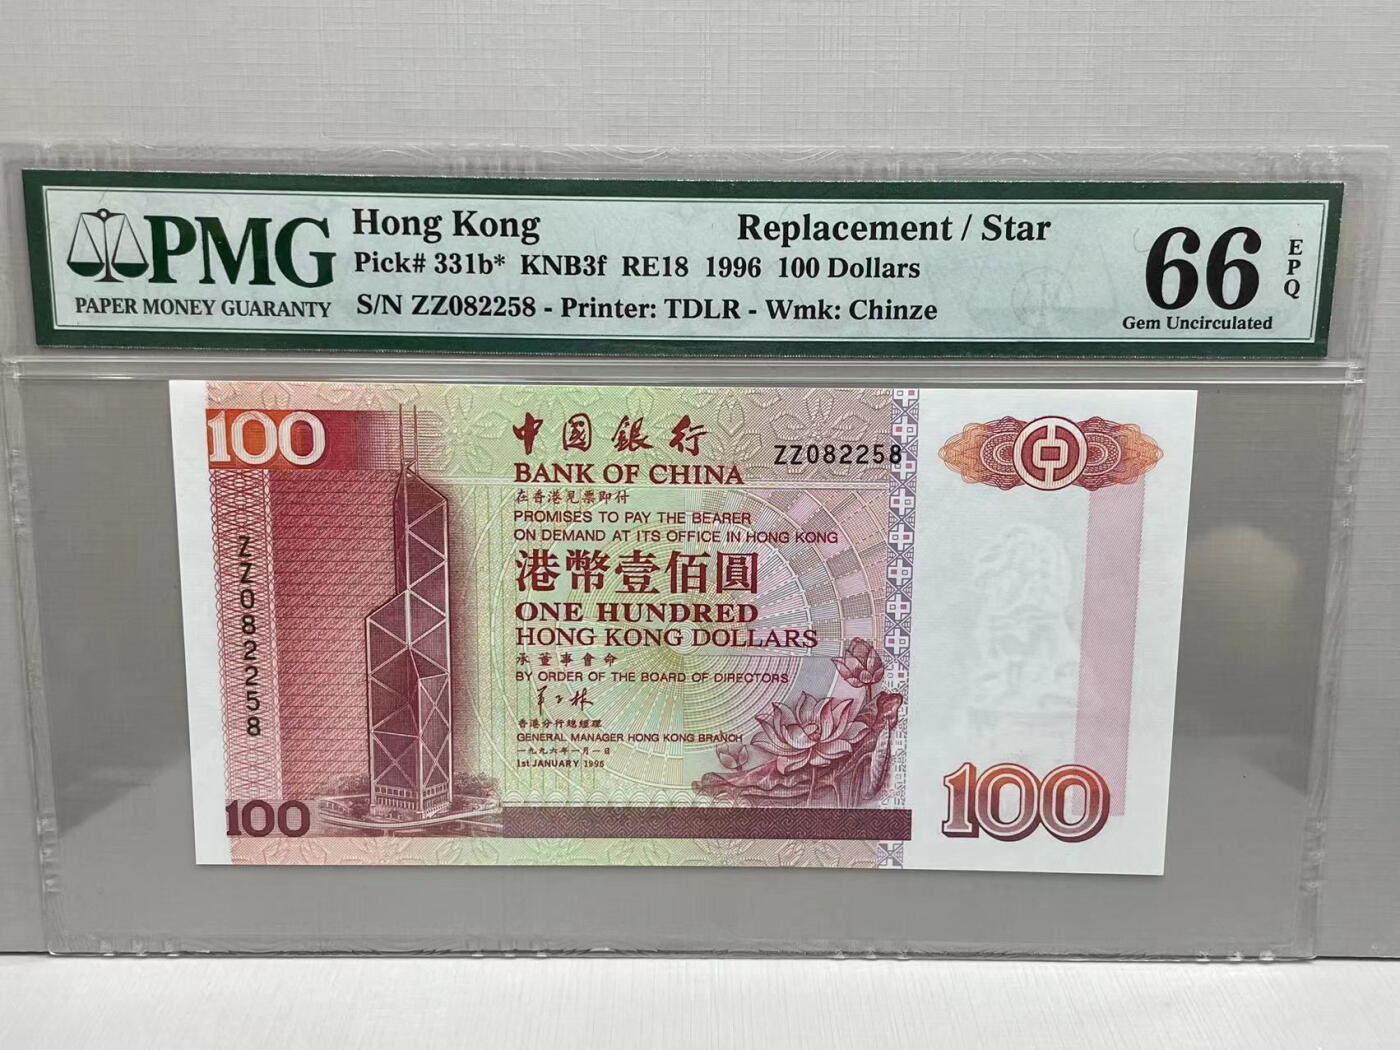 PMG
PAPER MONEY GUARANTY
Hong Kong Replacement / Star
Pick# 331b* KNB3f RE18 1996 100 Dollars
S/N ZZ082258 - Printer: TDLR - Wmk: Chinze
66
EPQ
Gem Uncirculated
100
中國銀行
ZZ082258
BANK OF CHINA
在香港見票即付
PROMISES TO PAY THE BEARER
ON DEMAND AT ITS OFFICE IN HONG KONG
港幣壹佰圓
ONE HUNDRED
HONG KONG DOLLARS
承董事會命
BY ORDER OF THE BOARD OF DIRECTORS
香港分行總經理
GENERAL MANAGER HONG KONG BRANCH
一九九六年一月一日
1st JANUARY 1996
ZZ082258
100
100